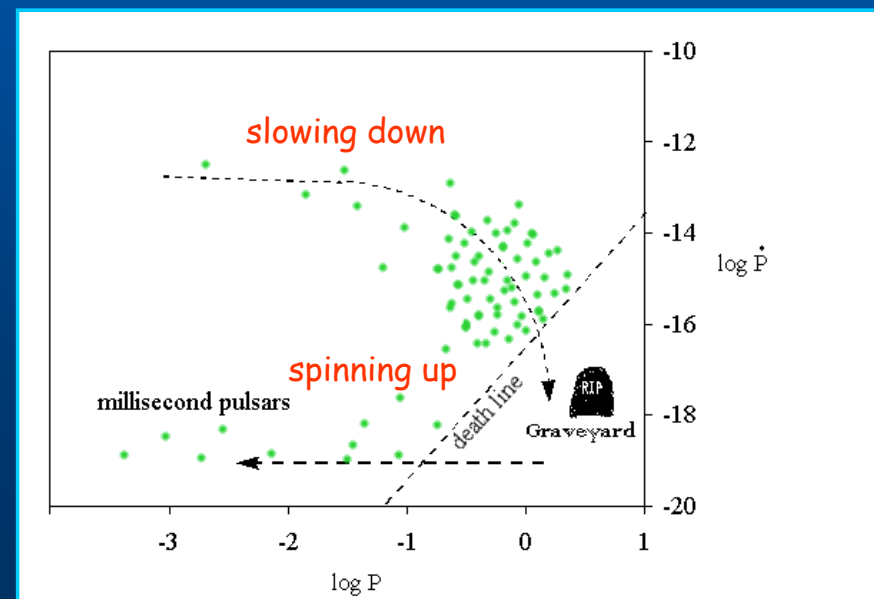 -10
slowing down
-12
-14
log Ṗ
-16
spinning up
millisecond pulsars
death line
RIP
-18
Graveyard
-20
-3
-2
-1
0
1
log P